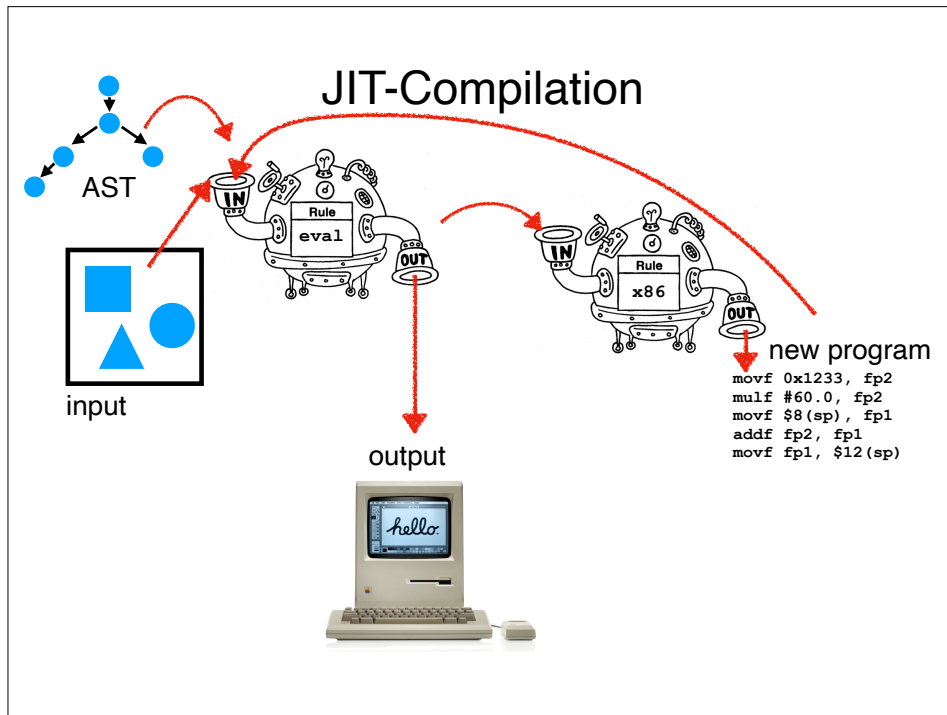 JIT-Compilation
AST
IN
Rule
eval
OUT
IN
Rule
x86
OUT
input
new program
movf 0x1233, fp2
mulf #60.0, fp2
movf $8(sp), fp1
addf fp2, fp1
movf fp1, $12(sp)
output
hello.